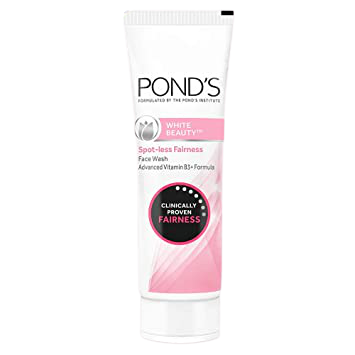 POND'S
FORMULATED BY THE POND'S INSTITUTE
WHITE
BEAUTY™
Spot-less Fairness
Face Wash
Advanced Vitamin B3+ Formula
CLINICALLY
PROVEN
FAIRNESS